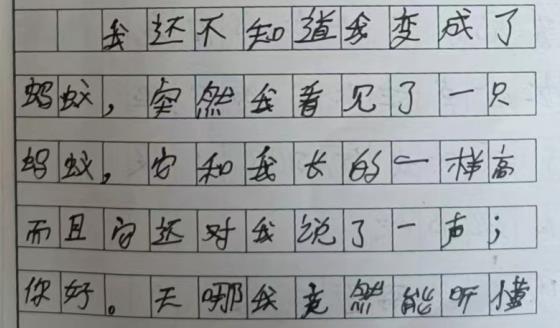 我还不知道我变成了
蚂蚁，突然我看见了一只
蚂蚁，它和我长的一样高
而且它还对我说了一声；
你好。天哪我竟然能听懂